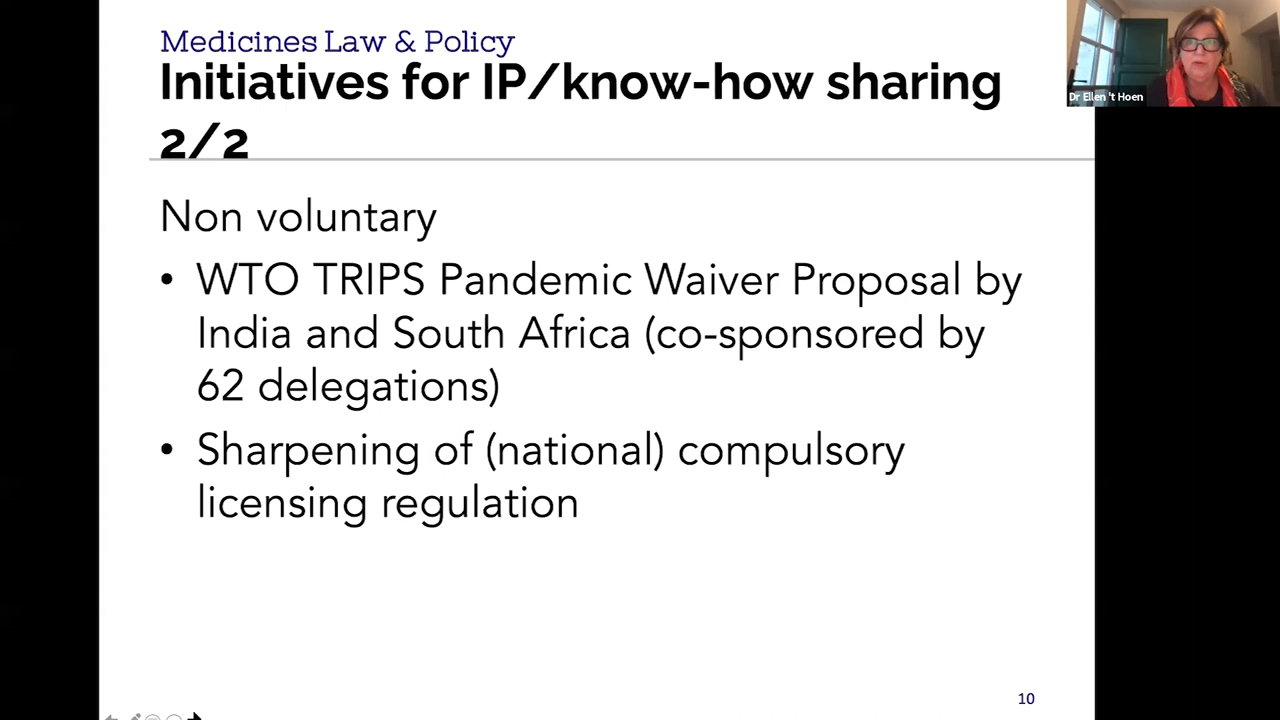 Medicines Law & Policy
Initiatives for IP/know-how sharing
2/2
Dr Ellen 't Hoen
Non voluntary
• WTO TRIPS Pandemic Waiver Proposal by
India and South Africa (co-sponsored by
62 delegations)
• Sharpening of (national) compulsory
licensing regulation
10